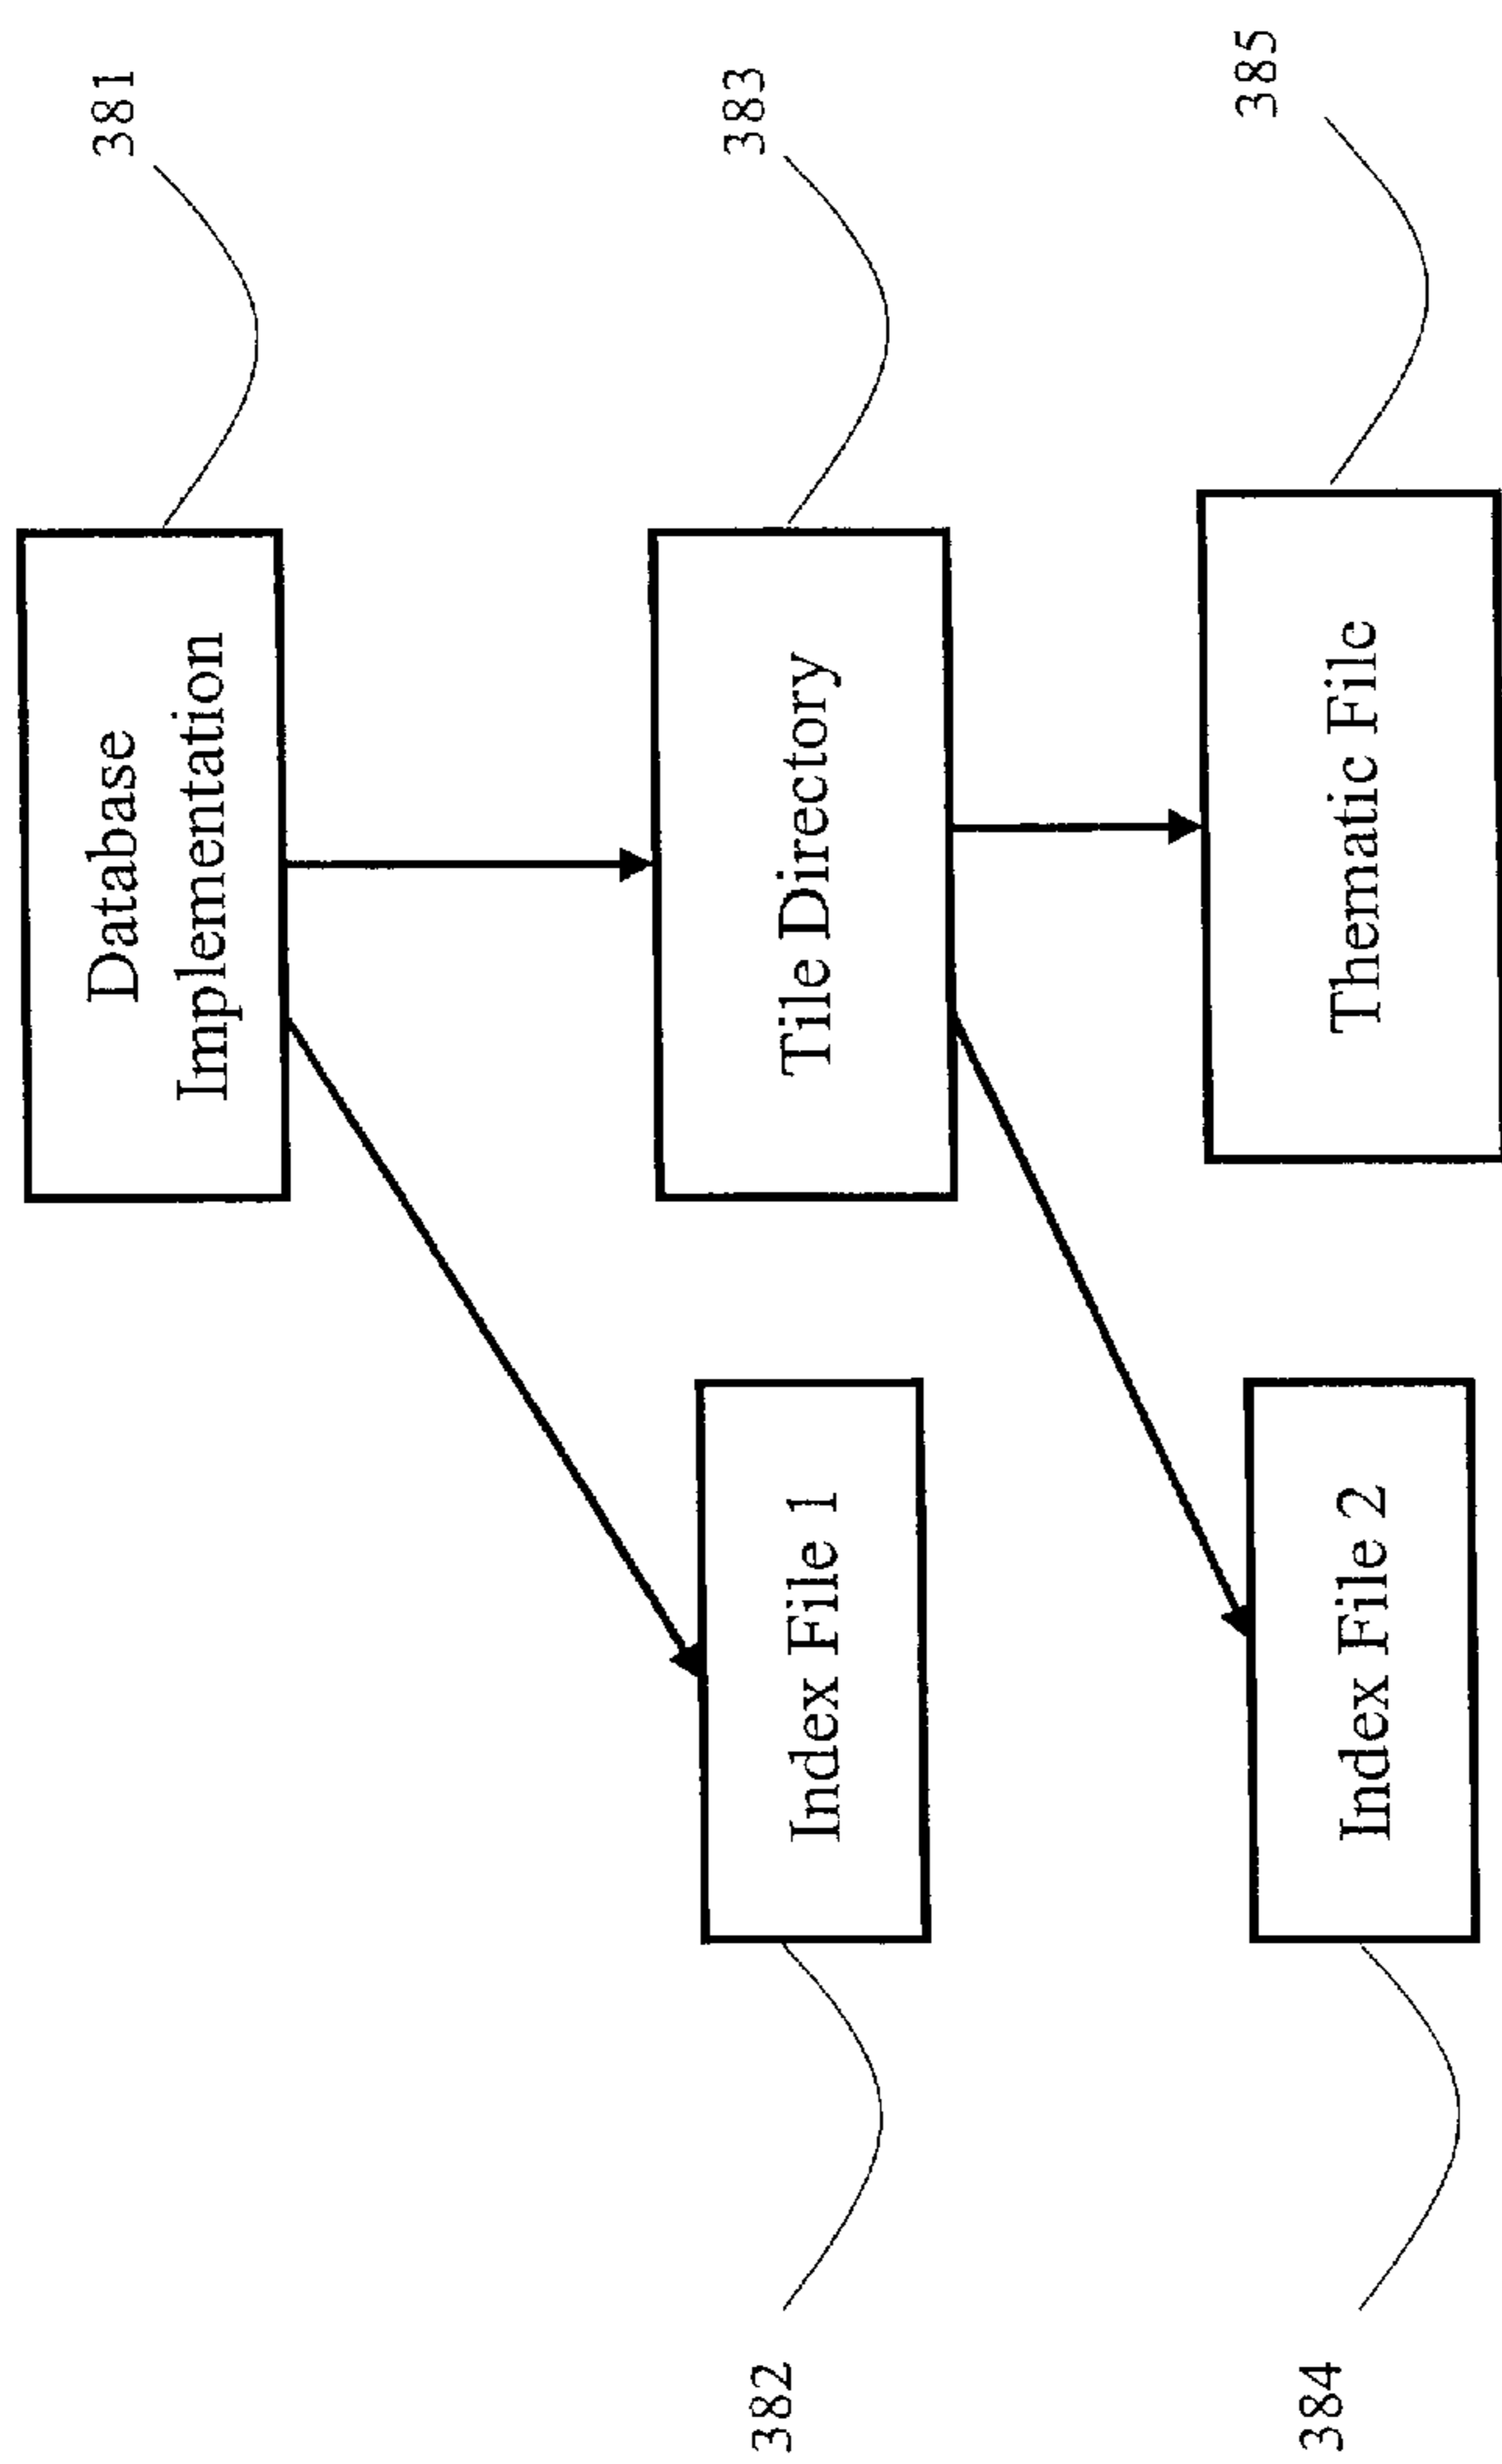 381
Database
Implementation
383
Tile Directory
385
Thematic File
Index File 1
382
Index File 2
384